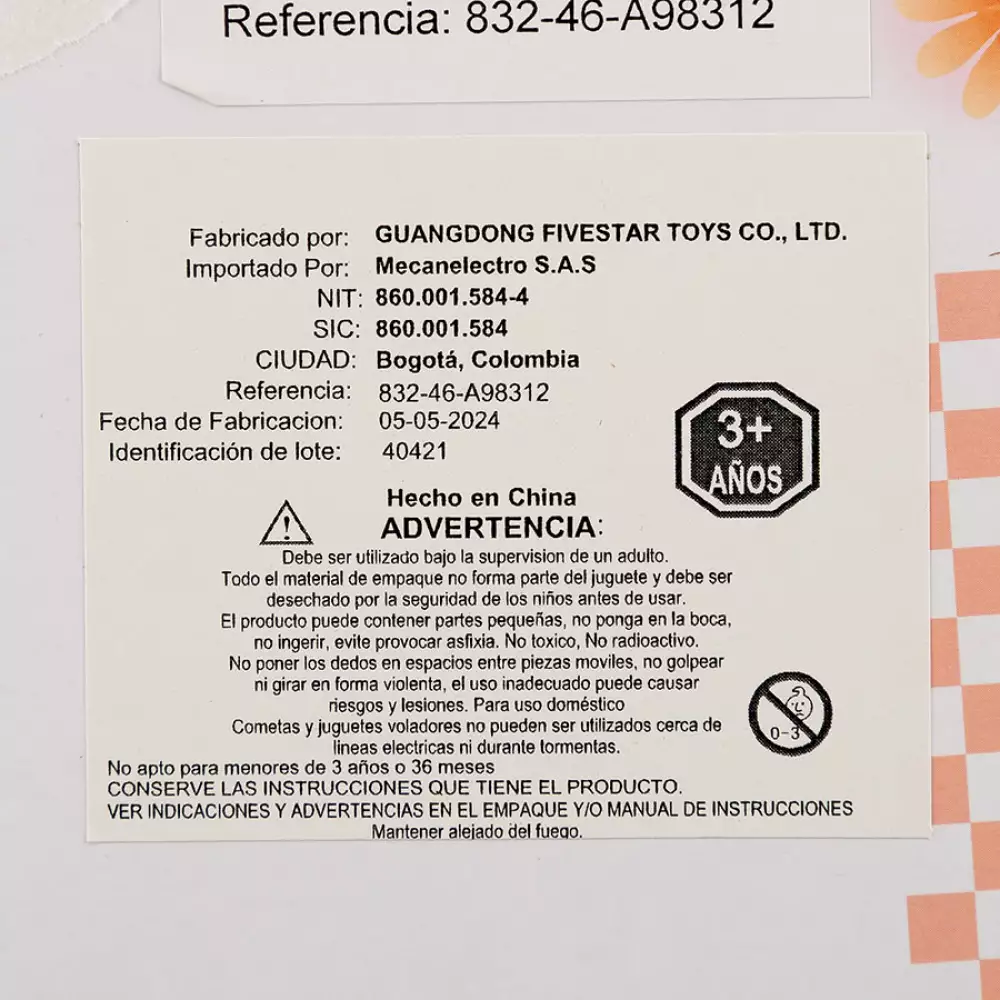 Referencia: 832-46-A98312
Fabricado por: GUANGDONG FIVESTAR TOYS CO., LTD.
Importado Por: Mecanelectro S.A.S
NIT: 860.001.584-4
SIC: 860.001.584
CIUDAD: Bogotá, Colombia
Referencia: 832-46-A98312
Fecha de Fabricacion: 05-05-2024
Identificación de lote: 40421
3+
AÑOS
Hecho en China
ADVERTENCIA:
Debe ser utilizado bajo la supervision de un adulto.
Todo el material de empaque no forma parte del juguete y debe ser
desechado por la seguridad de los niños antes de usar.
El producto puede contener partes pequeñas, no ponga en la boca,
no ingerir, evite provocar asfixia. No toxico, No radioactivo.
No poner los dedos en espacios entre piezas moviles, no golpear
ni girar en forma violenta, el uso inadecuado puede causar
riesgos y lesiones. Para uso doméstico
Cometas y juguetes voladores no pueden ser utilizados cerca de
lineas electricas ni durante tormentas.
0-3
No apto para menores de 3 años o 36 meses
CONSERVE LAS INSTRUCCIONES QUE TIENE EL PRODUCTO.
VER INDICACIONES Y ADVERTENCIAS EN EL EMPAQUE Y/O MANUAL DE INSTRUCCIONES
Mantener alejado del fuego.